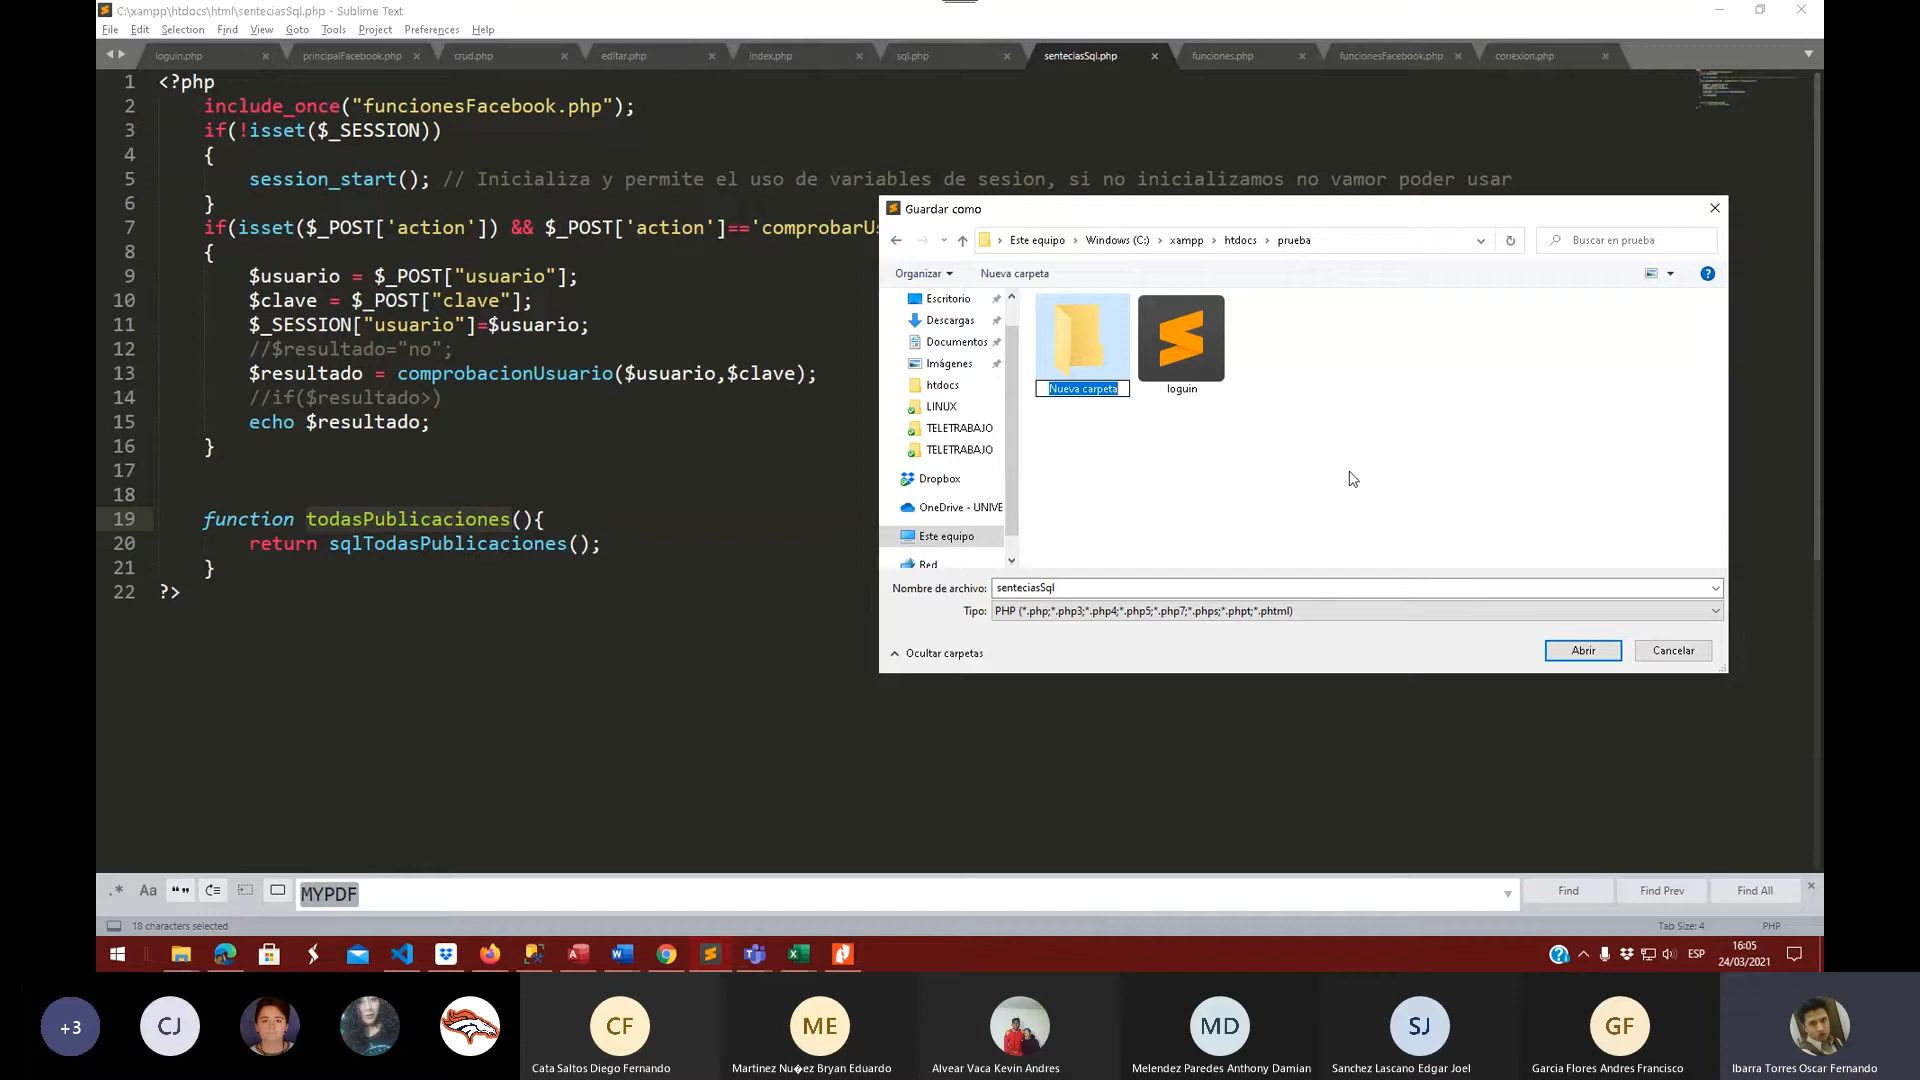 C:\xampp\htdocs\html\senteciasSql.php - Sublime Text
File Edit Selection Find View Goto Tools Project Preferences Help
loguin.php principalFacebook.php crud.php editar.php index.php sql.php senteciasSql.php funciones.php funcionesFacebook.php conexion.php
1 <?php
2 include_once("funcionesFacebook.php");
3 if(!isset($_SESSION))
4 {
5 session_start(); // Inicializa y permite el uso de variables de sesion, si no inicializamos no vamor poder usar
6 }
7 if(isset($_POST['action']) && $_POST['action']=='comprobarUs
8 {
9 $usuario = $_POST["usuario"];
10 $clave = $_POST["clave"];
11 $_SESSION["usuario"]=$usuario;
12 //$resultado="no";
13 $resultado = comprobacionUsuario($usuario,$clave);
14 //if($resultado>)
15 echo $resultado;
16 }
17
18
19 function todasPublicaciones(){
20 return sqlTodasPublicaciones();
21 }
22 ?>
Guardar como
Este equipo > Windows (C:) > xampp > htdocs > prueba
Buscar en prueba
Organizar Nueva carpeta
Escritorio
Descargas
Documentos
Imágenes
htdocs
LINUX
TELETRABAJO
TELETRABAJO
Dropbox
OneDrive - UNIVE
Este equipo
Red
Nueva carpeta
loguin
Nombre de archivo: senteciasSql
Tipo: PHP (*.php;*.php3;*.php4;*.php5;*.php7;*.phps;*.phpt;*.phtml)
Ocultar carpetas
Abrir Cancelar
.* Aa MYPDF Find Find Prev Find All
18 characters selected Tab Size: 4 PHP
ESP 16:05
24/03/2021
+3 CJ CF ME MD SJ GF
Cata Saltos Diego Fernando Martinez Nu�ez Bryan Eduardo Alvear Vaca Kevin Andres Melendez Paredes Anthony Damian Sanchez Lascano Edgar Joel Garcia Flores Andres Francisco Ibarra Torres Oscar Fernando